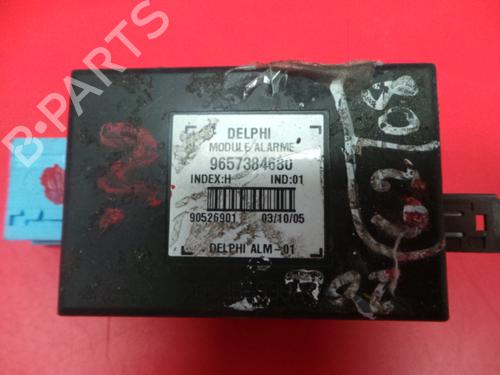 B-PARTS
DELPHI
MODULE ALARME
9657384680
INDEX:H IND:01
90526901 03/10/05
DELPHI ALM-01